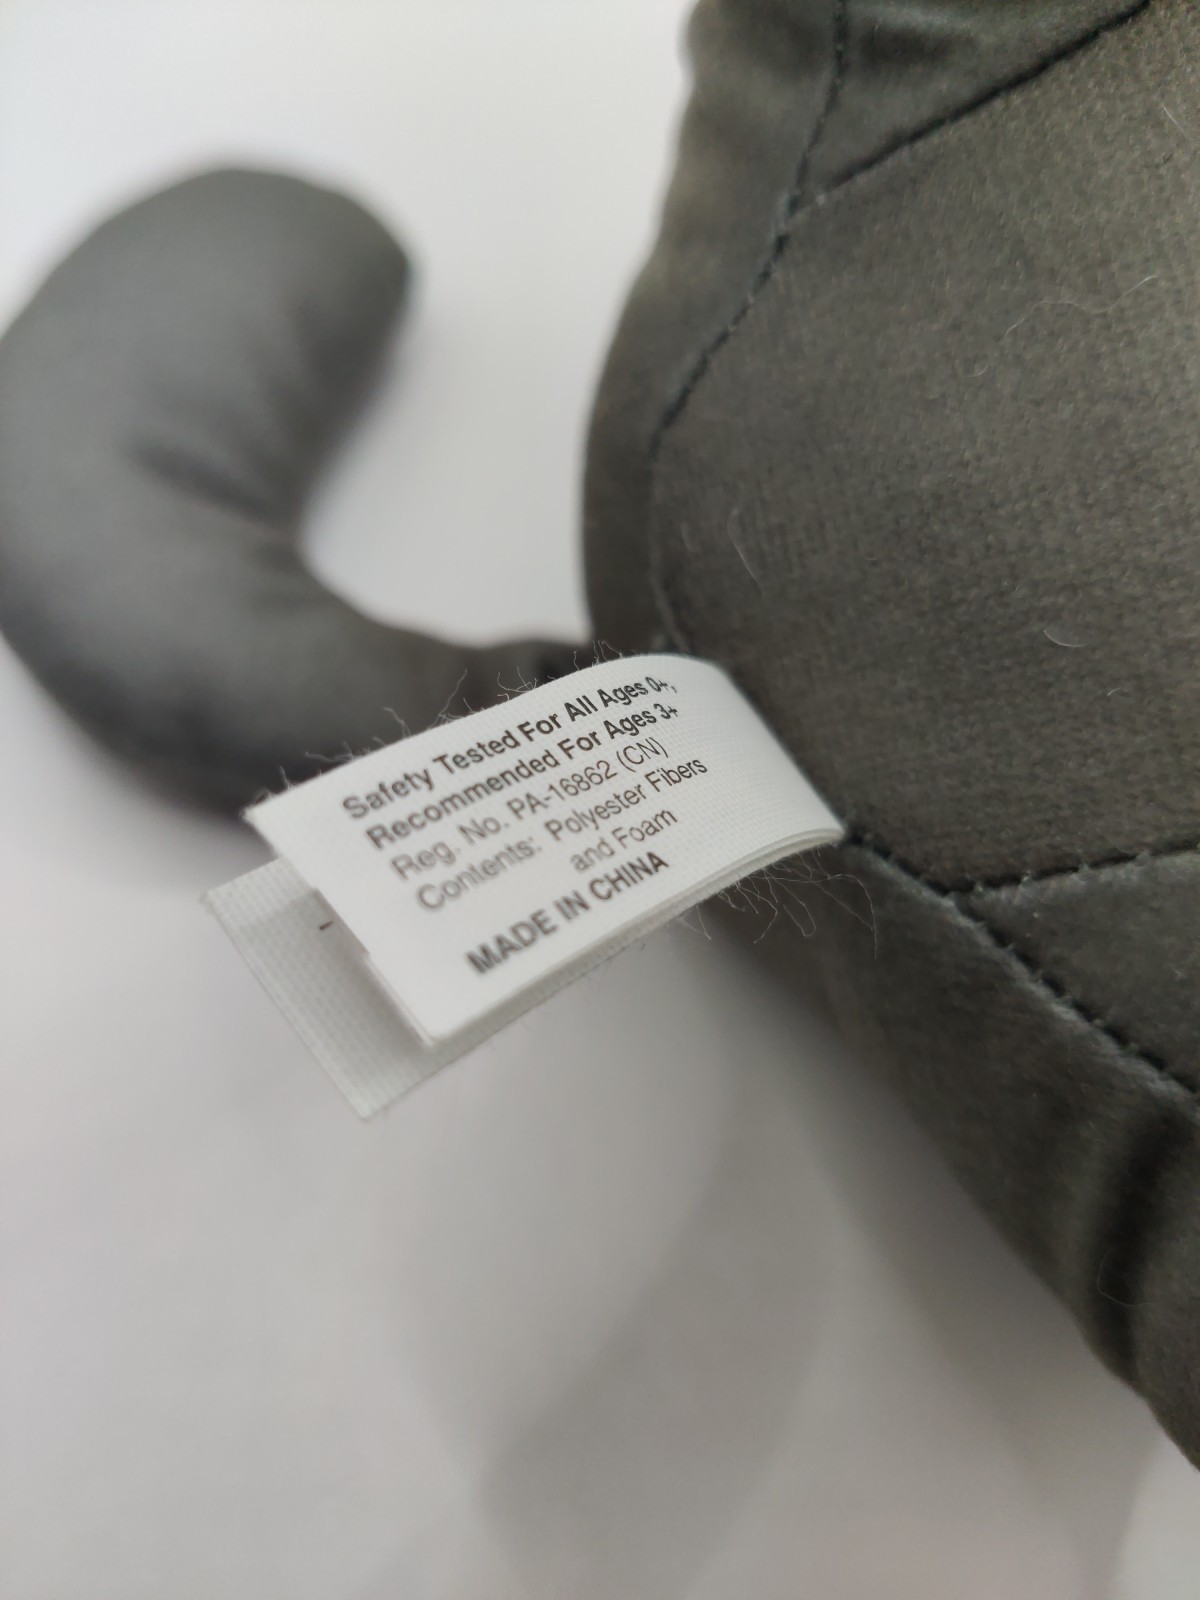 Safety Tested For All Ages 0+,
Recommended For Ages 3+
Reg. No. PA-16862 (CN)
Contents: Polyester Fibers
and Foam
MADE IN CHINA